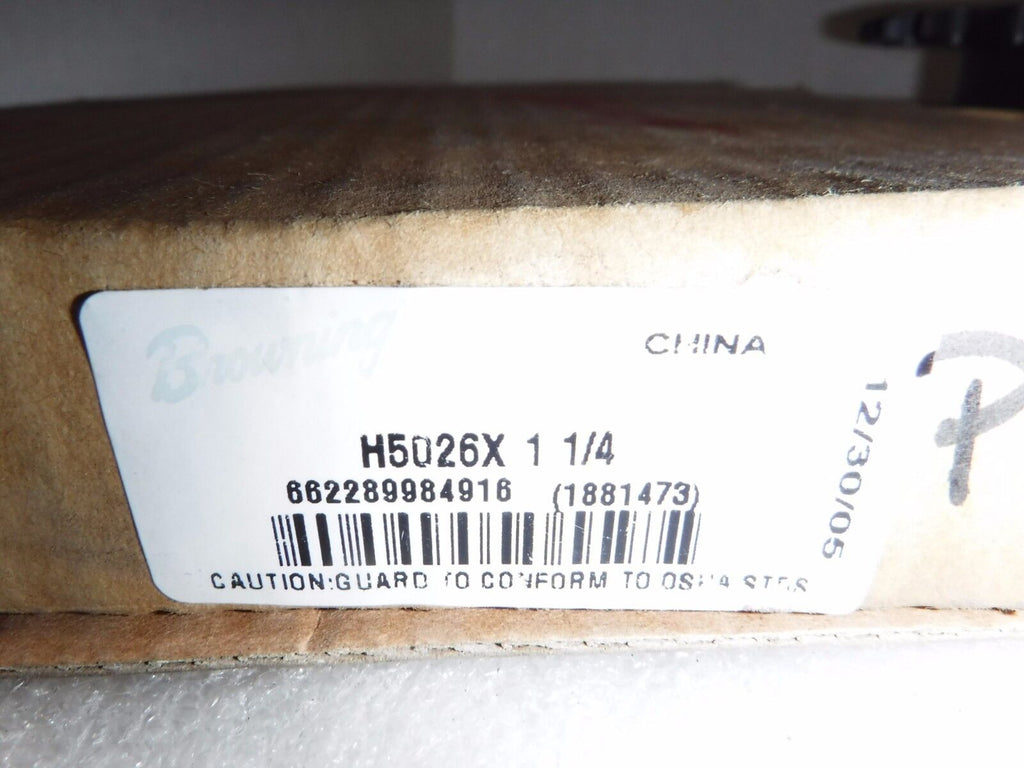 Browning
CHINA
H5026X 1 1/4
662289984916 (1881473)
CAUTION:GUARD TO CONFORM TO OSHA STDS
12/30/05
P